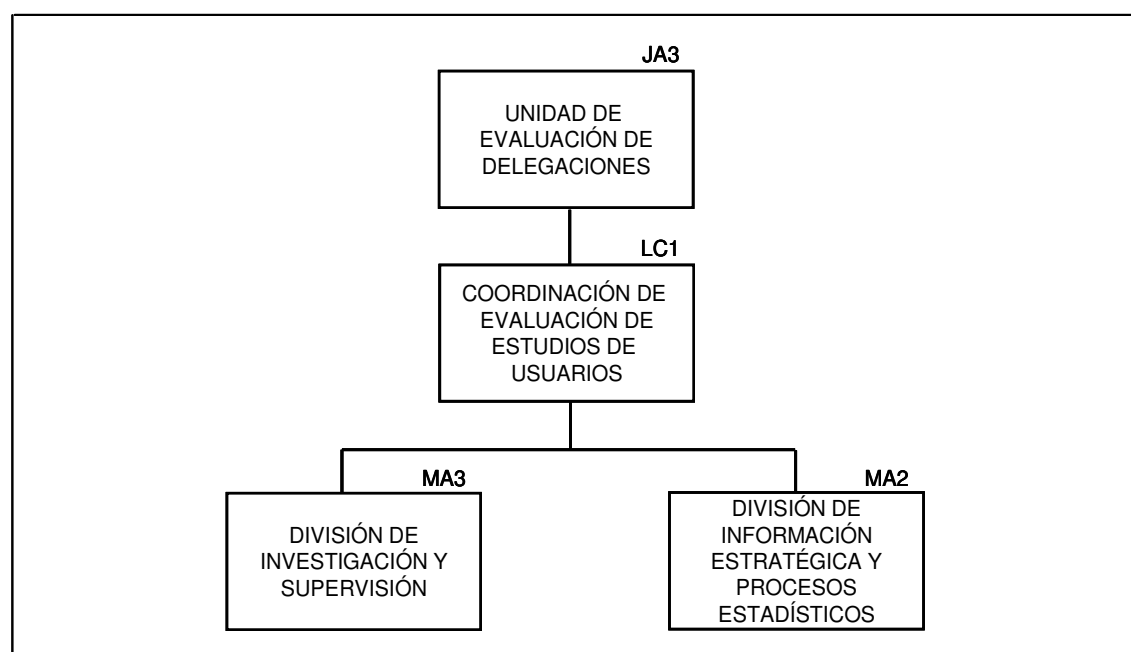 JA3
UNIDAD DE
EVALUACIÓN DE
DELEGACIONES
LC1
COORDINACIÓN DE
EVALUACIÓN DE
ESTUDIOS DE
USUARIOS
MA3
DIVISIÓN DE
INVESTIGACIÓN Y
SUPERVISIÓN
MA2
DIVISIÓN DE
INFORMACIÓN
ESTRATÉGICA Y
PROCESOS
ESTADÍSTICOS